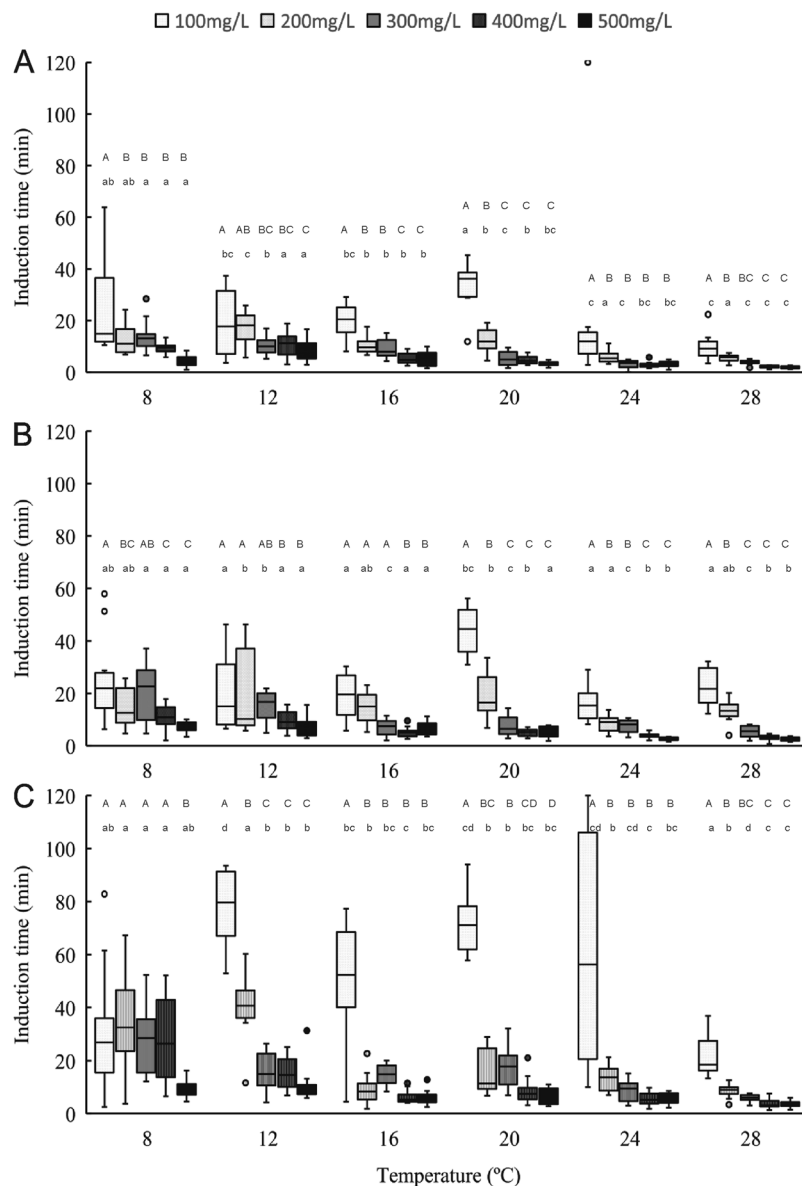 100mg/L 200mg/L 300mg/L 400mg/L 500mg/L
A
Induction time (min)
120
100
80
60
40
20
0
A B B B B
ab ab a a a
A AB BC BC C
bc c b a a
A B B C C
bc b b b b
A B C C C
a b c b bc
A B B B B
c a c bc bc
A B BC C C
c a c c c
8 12 16 20 24 28
B
Induction time (min)
120
100
80
60
40
20
0
A BC AB C C
ab ab a a a
A A AB B B
a b b a a
A A A B B
a ab c a a
A B C C C
bc b c b a
A B B C C
a a c b b
A B C C C
a ab c b b
8 12 16 20 24 28
C
Induction time (min)
120
100
80
60
40
20
0
A A A A B
ab a a a ab
A B C C C
d a b b b
A B B B B
bc b bc c bc
A BC B CD D
cd b b bc bc
A B B B B
cd b cd c bc
A B BC C C
a b d c c
8 12 16 20 24 28
Temperature (ºC)